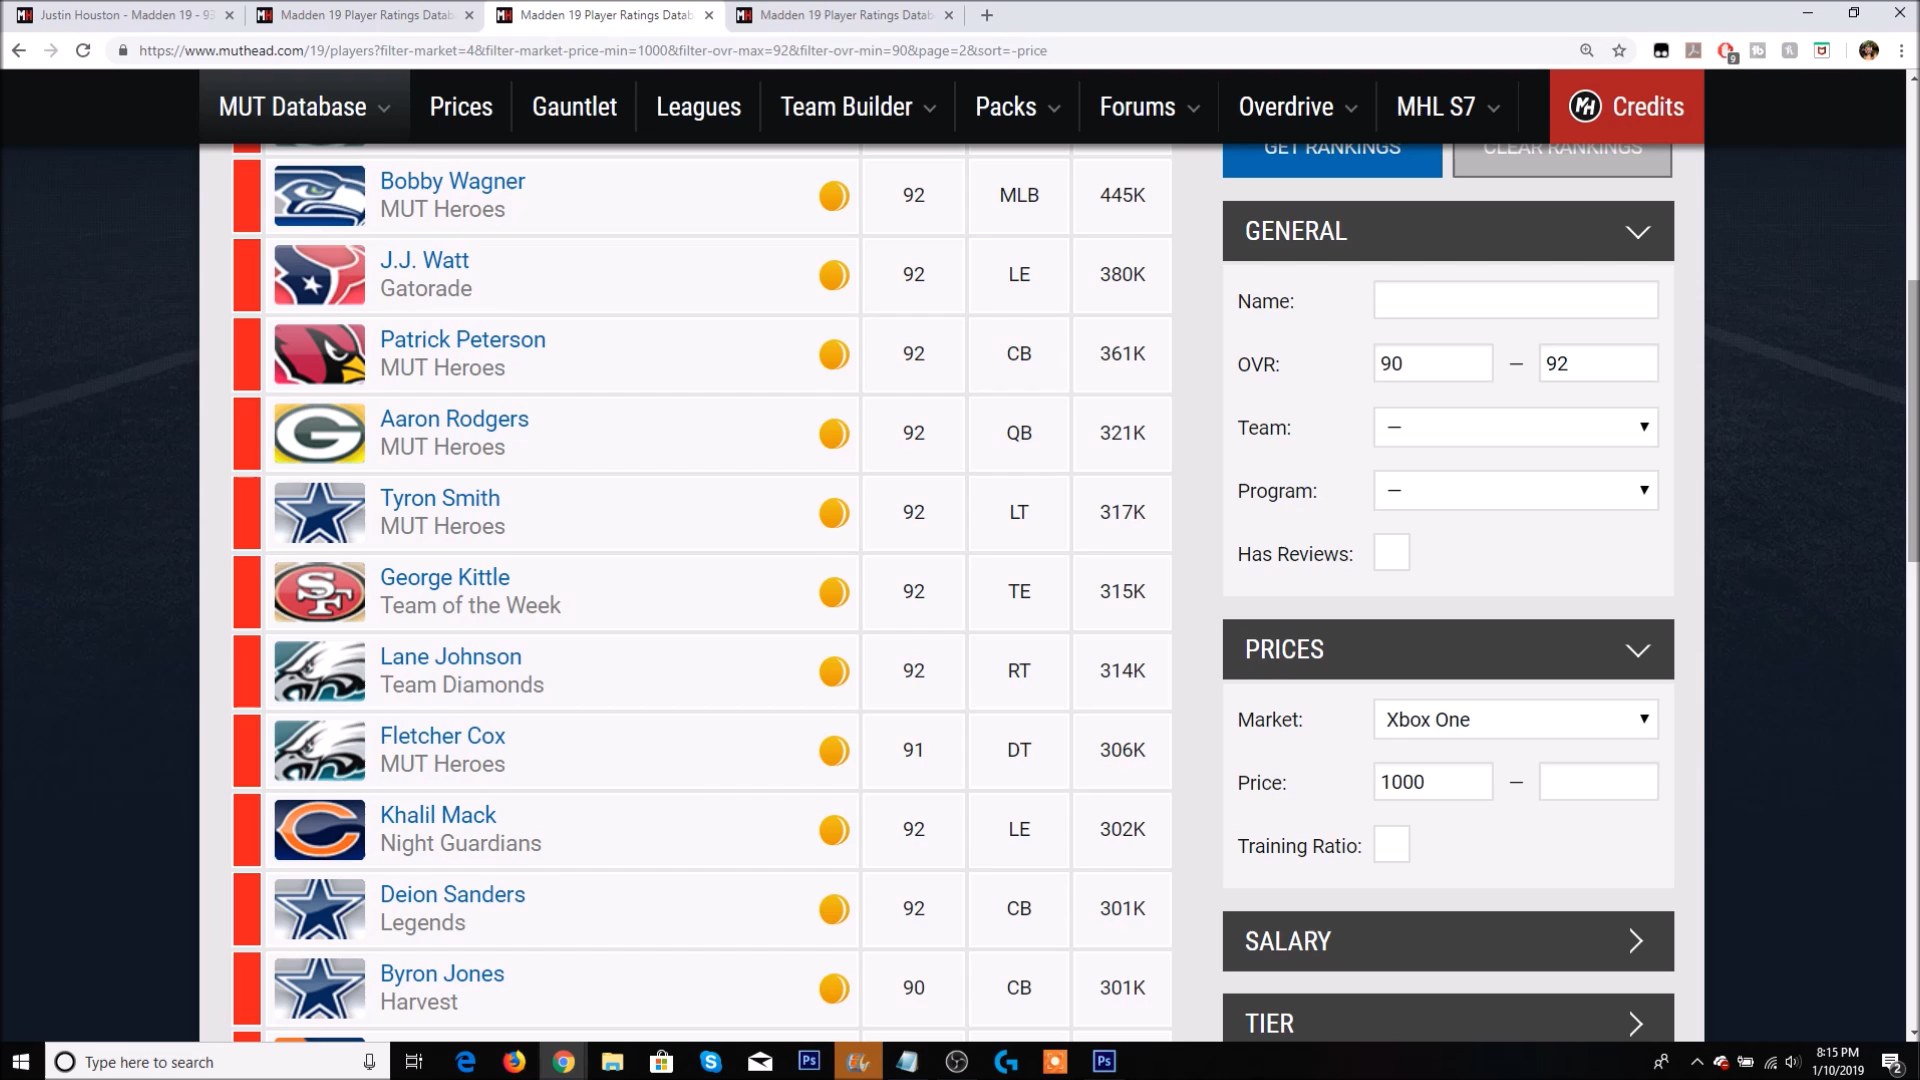 Justin Houston - Madden 19 - 93
Madden 19 Player Ratings Datab
Madden 19 Player Ratings Datab
Madden 19 Player Ratings Datab
https://www.muthead.com/19/players?filter-market=4&filter-market-price-min=1000&filter-ovr-max=92&filter-ovr-min=90&page=2&sort=-price
MUT Database
Prices
Gauntlet
Leagues
Team Builder
Packs
Forums
Overdrive
MHL S7
Credits
GET RANKINGS
CLEAR RANKINGS
Bobby Wagner
MUT Heroes
92 MLB 445K
J.J. Watt
Gatorade
92 LE 380K
Patrick Peterson
MUT Heroes
92 CB 361K
Aaron Rodgers
MUT Heroes
92 QB 321K
Tyron Smith
MUT Heroes
92 LT 317K
George Kittle
Team of the Week
92 TE 315K
Lane Johnson
Team Diamonds
92 RT 314K
Fletcher Cox
MUT Heroes
91 DT 306K
Khalil Mack
Night Guardians
92 LE 302K
Deion Sanders
Legends
92 CB 301K
Byron Jones
Harvest
90 CB 301K
GENERAL
Name:
OVR: 90 — 92
Team: —
Program: —
Has Reviews:
PRICES
Market: Xbox One
Price: 1000 —
Training Ratio:
SALARY
TIER
Type here to search
8:15 PM
1/10/2019